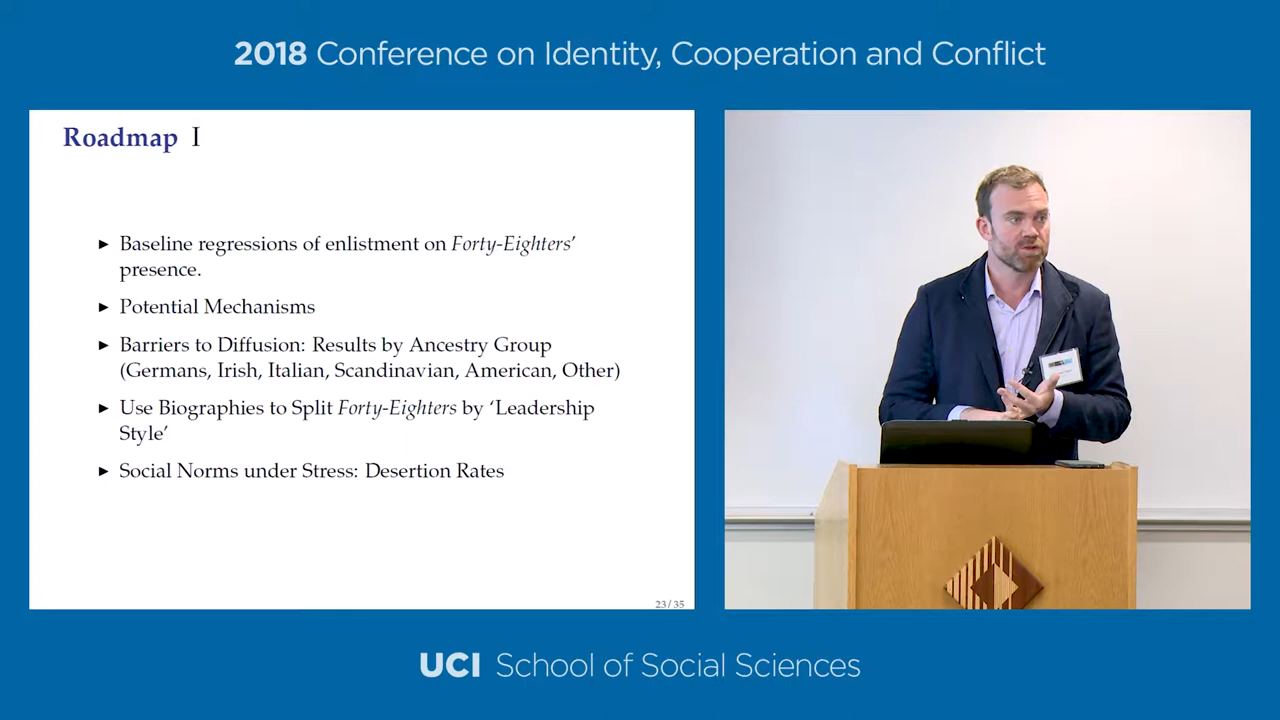 2018 Conference on Identity, Cooperation and Conflict
Roadmap I
► Baseline regressions of enlistment on Forty-Eighters'
presence.
► Potential Mechanisms
► Barriers to Diffusion: Results by Ancestry Group
(Germans, Irish, Italian, Scandinavian, American, Other)
► Use Biographies to Split Forty-Eighters by 'Leadership
Style'
► Social Norms under Stress: Desertion Rates
23/35
UCI School of Social Sciences